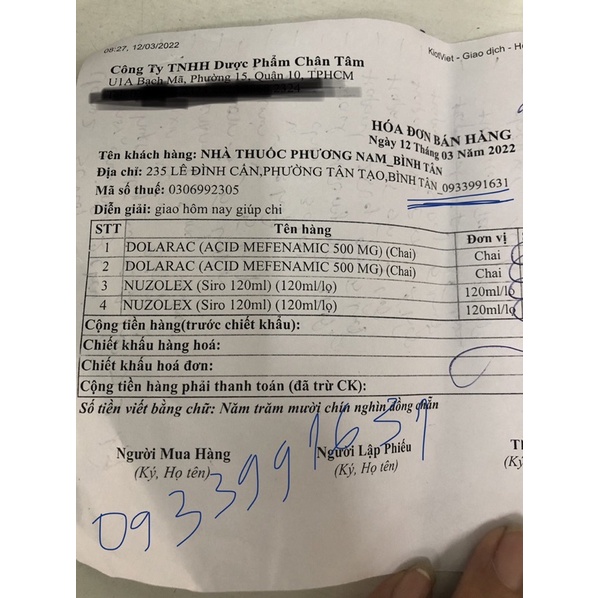 08:27, 12/03/2022
KiotViet - Giao dịch - H
Công Ty TNHH Dược Phẩm Chân Tâm
U1A Bạch Mã, Phường 15, Quận 10, TPHCM
HÓA ĐƠN BÁN HÀNG
Ngày 12 Tháng 03 Năm 2022
Tên khách hàng: NHÀ THUỐC PHƯƠNG NAM_BÌNH TÂN
Địa chỉ: 235 LÊ ĐÌNH CẨN,PHƯỜNG TÂN TẠO,BÌNH TÂN_0933991631
Mã số thuế: 0306992305
Diễn giải: giao hôm nay giúp chi
STT Tên hàng Đơn vị
1 DOLARAC (ACID MEFENAMIC 500 MG) (Chai) Chai
2 DOLARAC (ACID MEFENAMIC 500 MG) (Chai) Chai
3 NUZOLEX (Siro 120ml) (120ml/lọ) 120ml/lọ
4 NUZOLEX (Siro 120ml) (120ml/lọ) 120ml/lọ
Cộng tiền hàng(trước chiết khấu):
Chiết khấu hàng hoá:
Chiết khấu hoá đơn:
Cộng tiền hàng phải thanh toán (đã trừ CK):
Số tiền viết bằng chữ: Năm trăm mười chín nghìn đồng chẵn
Người Mua Hàng Người Lập Phiếu Th
(Ký, Họ tên) (Ký, Họ tên) (Ký
0933991631